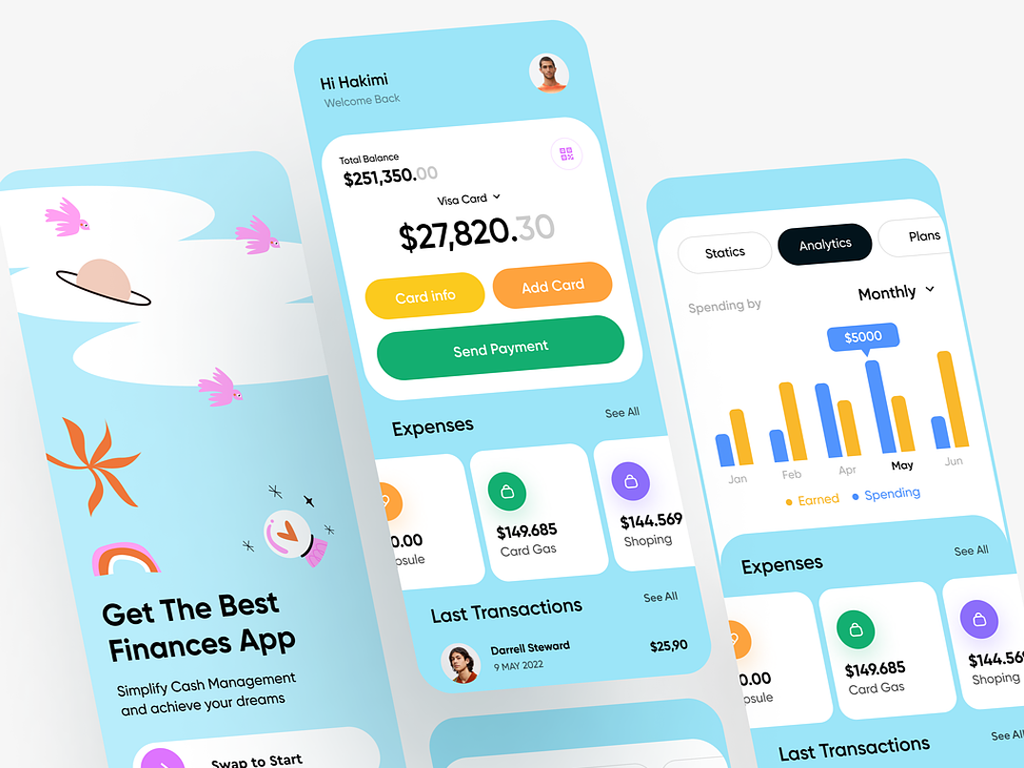 Get The Best
Finances App
Simplify Cash Management
and achieve your dreams
Swap to Start
Hi Hakimi
Welcome Back
Total Balance
$251,350.00
Visa Card
$27,820.30
Card info
Add Card
Send Payment
Expenses
See All
0.00
osule
$149.685
Card Gas
$144.569
Shoping
Last Transactions
See All
Darrell Steward
9 MAY 2022
$25,90
Statics
Analytics
Plans
Spending by
Monthly
$5000
Jan
Feb
Apr
May
Jun
Earned
Spending
Expenses
See All
0.00
osule
$149.685
Card Gas
$144.569
Shoping
Last Transactions
See All